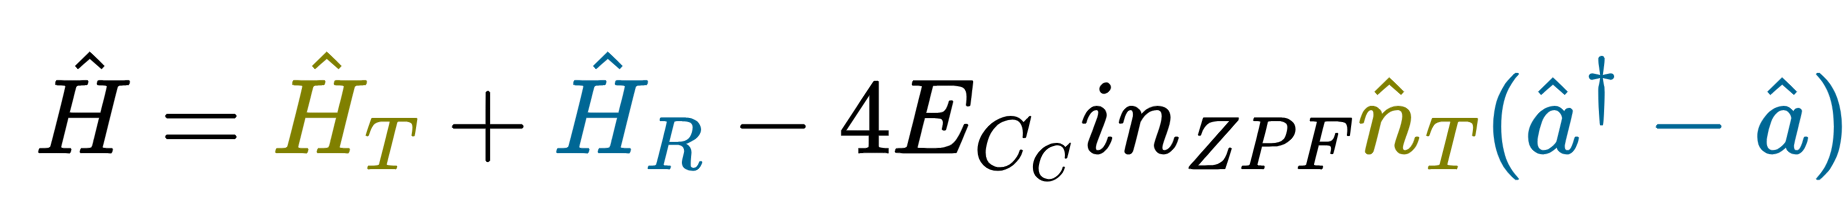 Ĥ = Ĥ_T + Ĥ_R − 4E_{C_C} i n_{ZPF} n̂_T (â† − â)